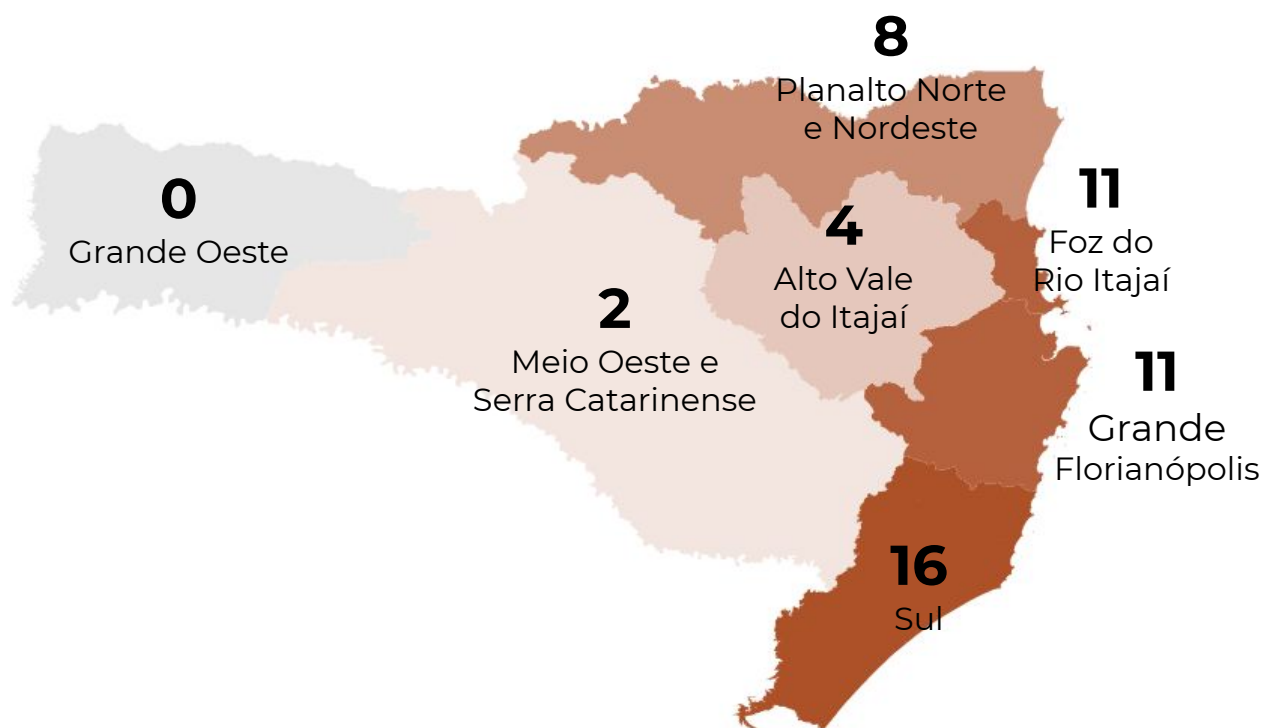 8
Planalto Norte
e Nordeste
0
Grande Oeste
11
Foz do
Rio Itajaí
4
Alto Vale
do Itajaí
2
Meio Oeste e
Serra Catarinense
11
Grande
Florianópolis
16
Sul